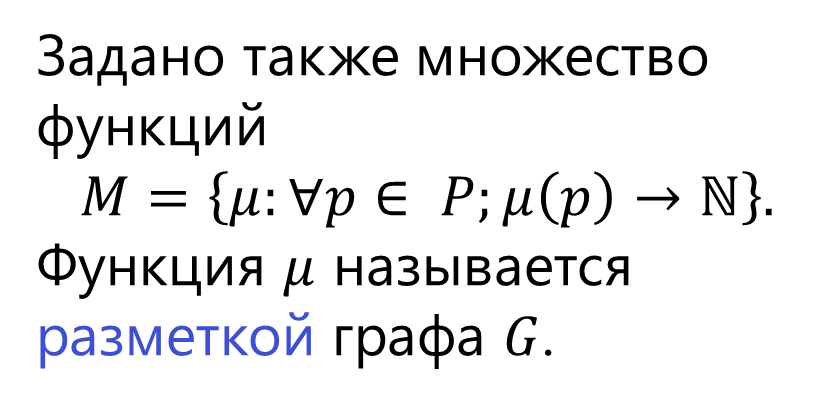 Задано также множество
функций
𝑀 = {𝜇: ∀𝑝 ∈ 𝑃; 𝜇(𝑝) → ℕ}.
Функция 𝜇 называется
разметкой графа 𝐺.